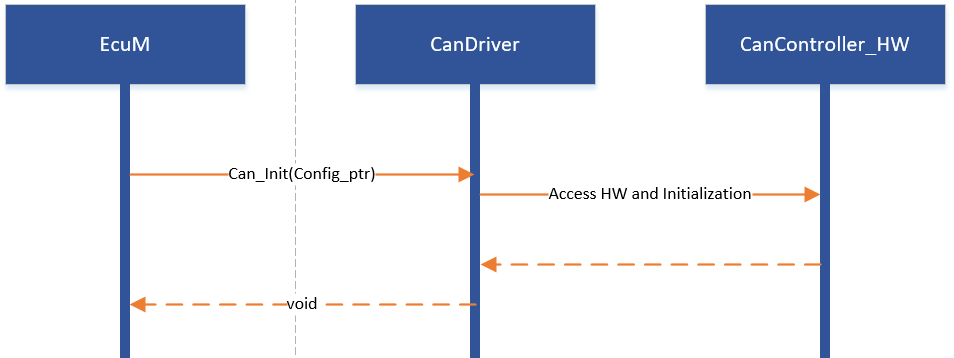 EcuM
CanDriver
CanController_HW
Can_Init(Config_ptr)
Access HW and Initialization
void